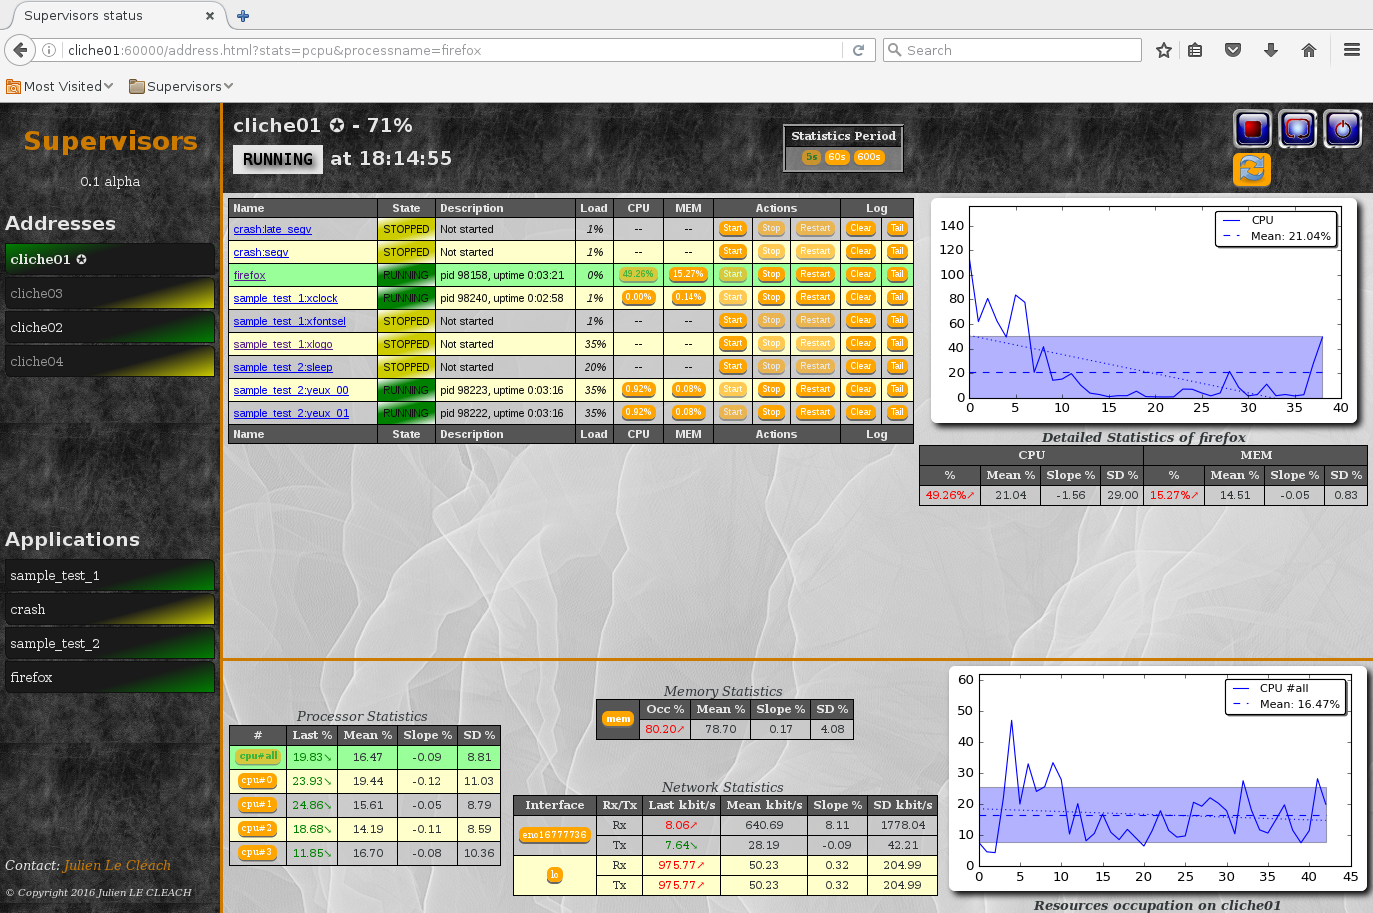 Supervisors status
cliche01:60000/address.html?stats=pcpu&processname=firefox
Search
Most Visited
Supervisors
Supervisors
0.1 alpha
Addresses
cliche01 ✪
cliche03
cliche02
cliche04
Applications
sample_test_1
crash
sample_test_2
firefox
Contact: Julien Le Cléach
© Copyright 2016 Julien LE CLEACH
cliche01 ✪ - 71%
RUNNING at 18:14:55
Statistics Period
5s 60s 600s
Name State Description Load CPU MEM Actions Log
crash:late_segv STOPPED Not started 1% -- -- Start Stop Restart Clear Tail
crash:segv STOPPED Not started 1% -- -- Start Stop Restart Clear Tail
firefox RUNNING pid 98158, uptime 0:03:21 0% 49.26% 15.27% Start Stop Restart Clear Tail
sample_test_1:xclock RUNNING pid 98240, uptime 0:02:58 1% 0.00% 0.14% Start Stop Restart Clear Tail
sample_test_1:xfontsel STOPPED Not started 1% -- -- Start Stop Restart Clear Tail
sample_test_1:xlogo STOPPED Not started 35% -- -- Start Stop Restart Clear Tail
sample_test_2:sleep STOPPED Not started 20% -- -- Start Stop Restart Clear Tail
sample_test_2:yeux_00 RUNNING pid 98223, uptime 0:03:16 35% 0.92% 0.08% Start Stop Restart Clear Tail
sample_test_2:yeux_01 RUNNING pid 98222, uptime 0:03:16 35% 0.92% 0.08% Start Stop Restart Clear Tail
Name State Description Load CPU MEM Actions Log
CPU
Mean: 21.04%
140
120
100
80
60
40
20
0
0 5 10 15 20 25 30 35 40
Detailed Statistics of firefox
CPU MEM
% Mean % Slope % SD % % Mean % Slope % SD %
49.26%↗ 21.04 -1.56 29.00 15.27%↗ 14.51 -0.05 0.83
Processor Statistics
# Last % Mean % Slope % SD %
cpu#all 19.83↘ 16.47 -0.09 8.81
cpu#0 23.93↘ 19.44 -0.12 11.03
cpu#1 24.86↘ 15.61 -0.05 8.79
cpu#2 18.68↘ 14.19 -0.11 8.59
cpu#3 11.85↘ 16.70 -0.08 10.36
Memory Statistics
mem Occ % Mean % Slope % SD %
80.20↗ 78.70 0.17 4.08
Network Statistics
Interface Rx/Tx Last kbit/s Mean kbit/s Slope % SD kbit/s
eno16777736 Rx 8.06↗ 640.69 8.11 1778.04
Tx 7.64↘ 28.19 -0.09 42.21
lo Rx 975.77↗ 50.23 0.32 204.99
Tx 975.77↗ 50.23 0.32 204.99
CPU #all
Mean: 16.47%
60
50
40
30
20
10
0
0 5 10 15 20 25 30 35 40 45
Resources occupation on cliche01